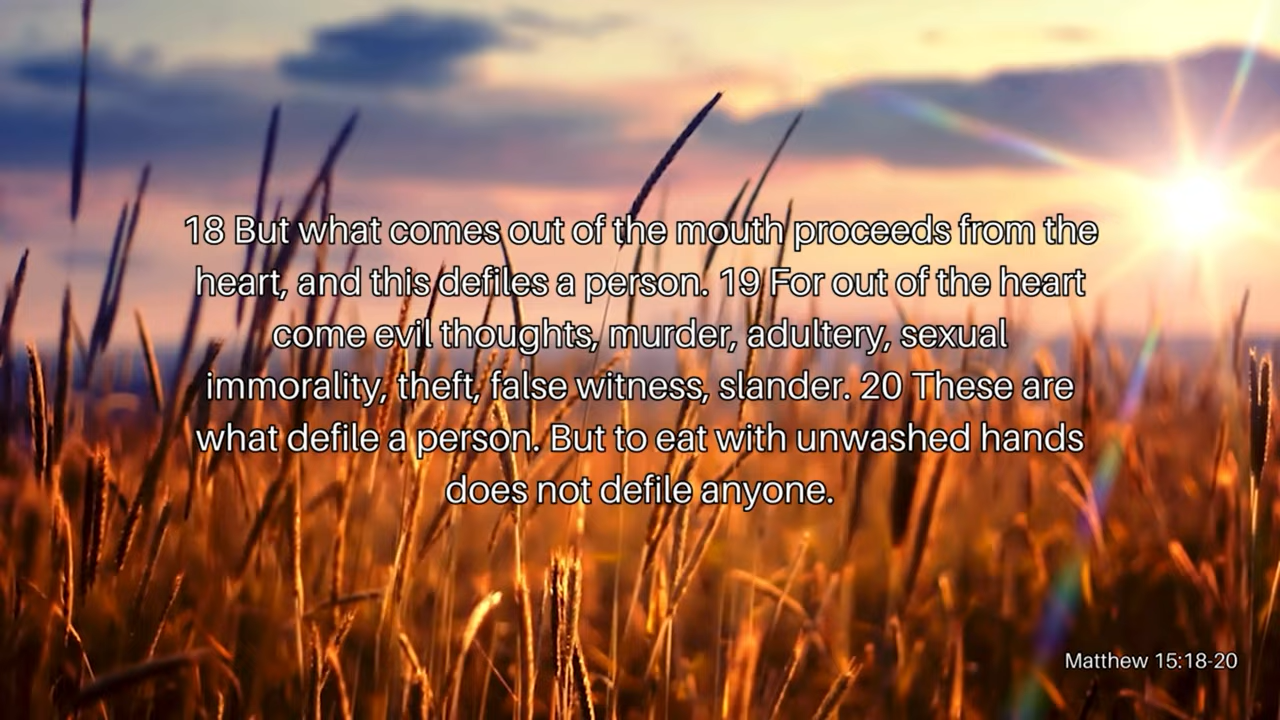 18 But what comes out of the mouth proceeds from the
heart, and this defiles a person. 19 For out of the heart
come evil thoughts, murder, adultery, sexual
immorality, theft, false witness, slander. 20 These are
what defile a person. But to eat with unwashed hands
does not defile anyone.
Matthew 15:18-20